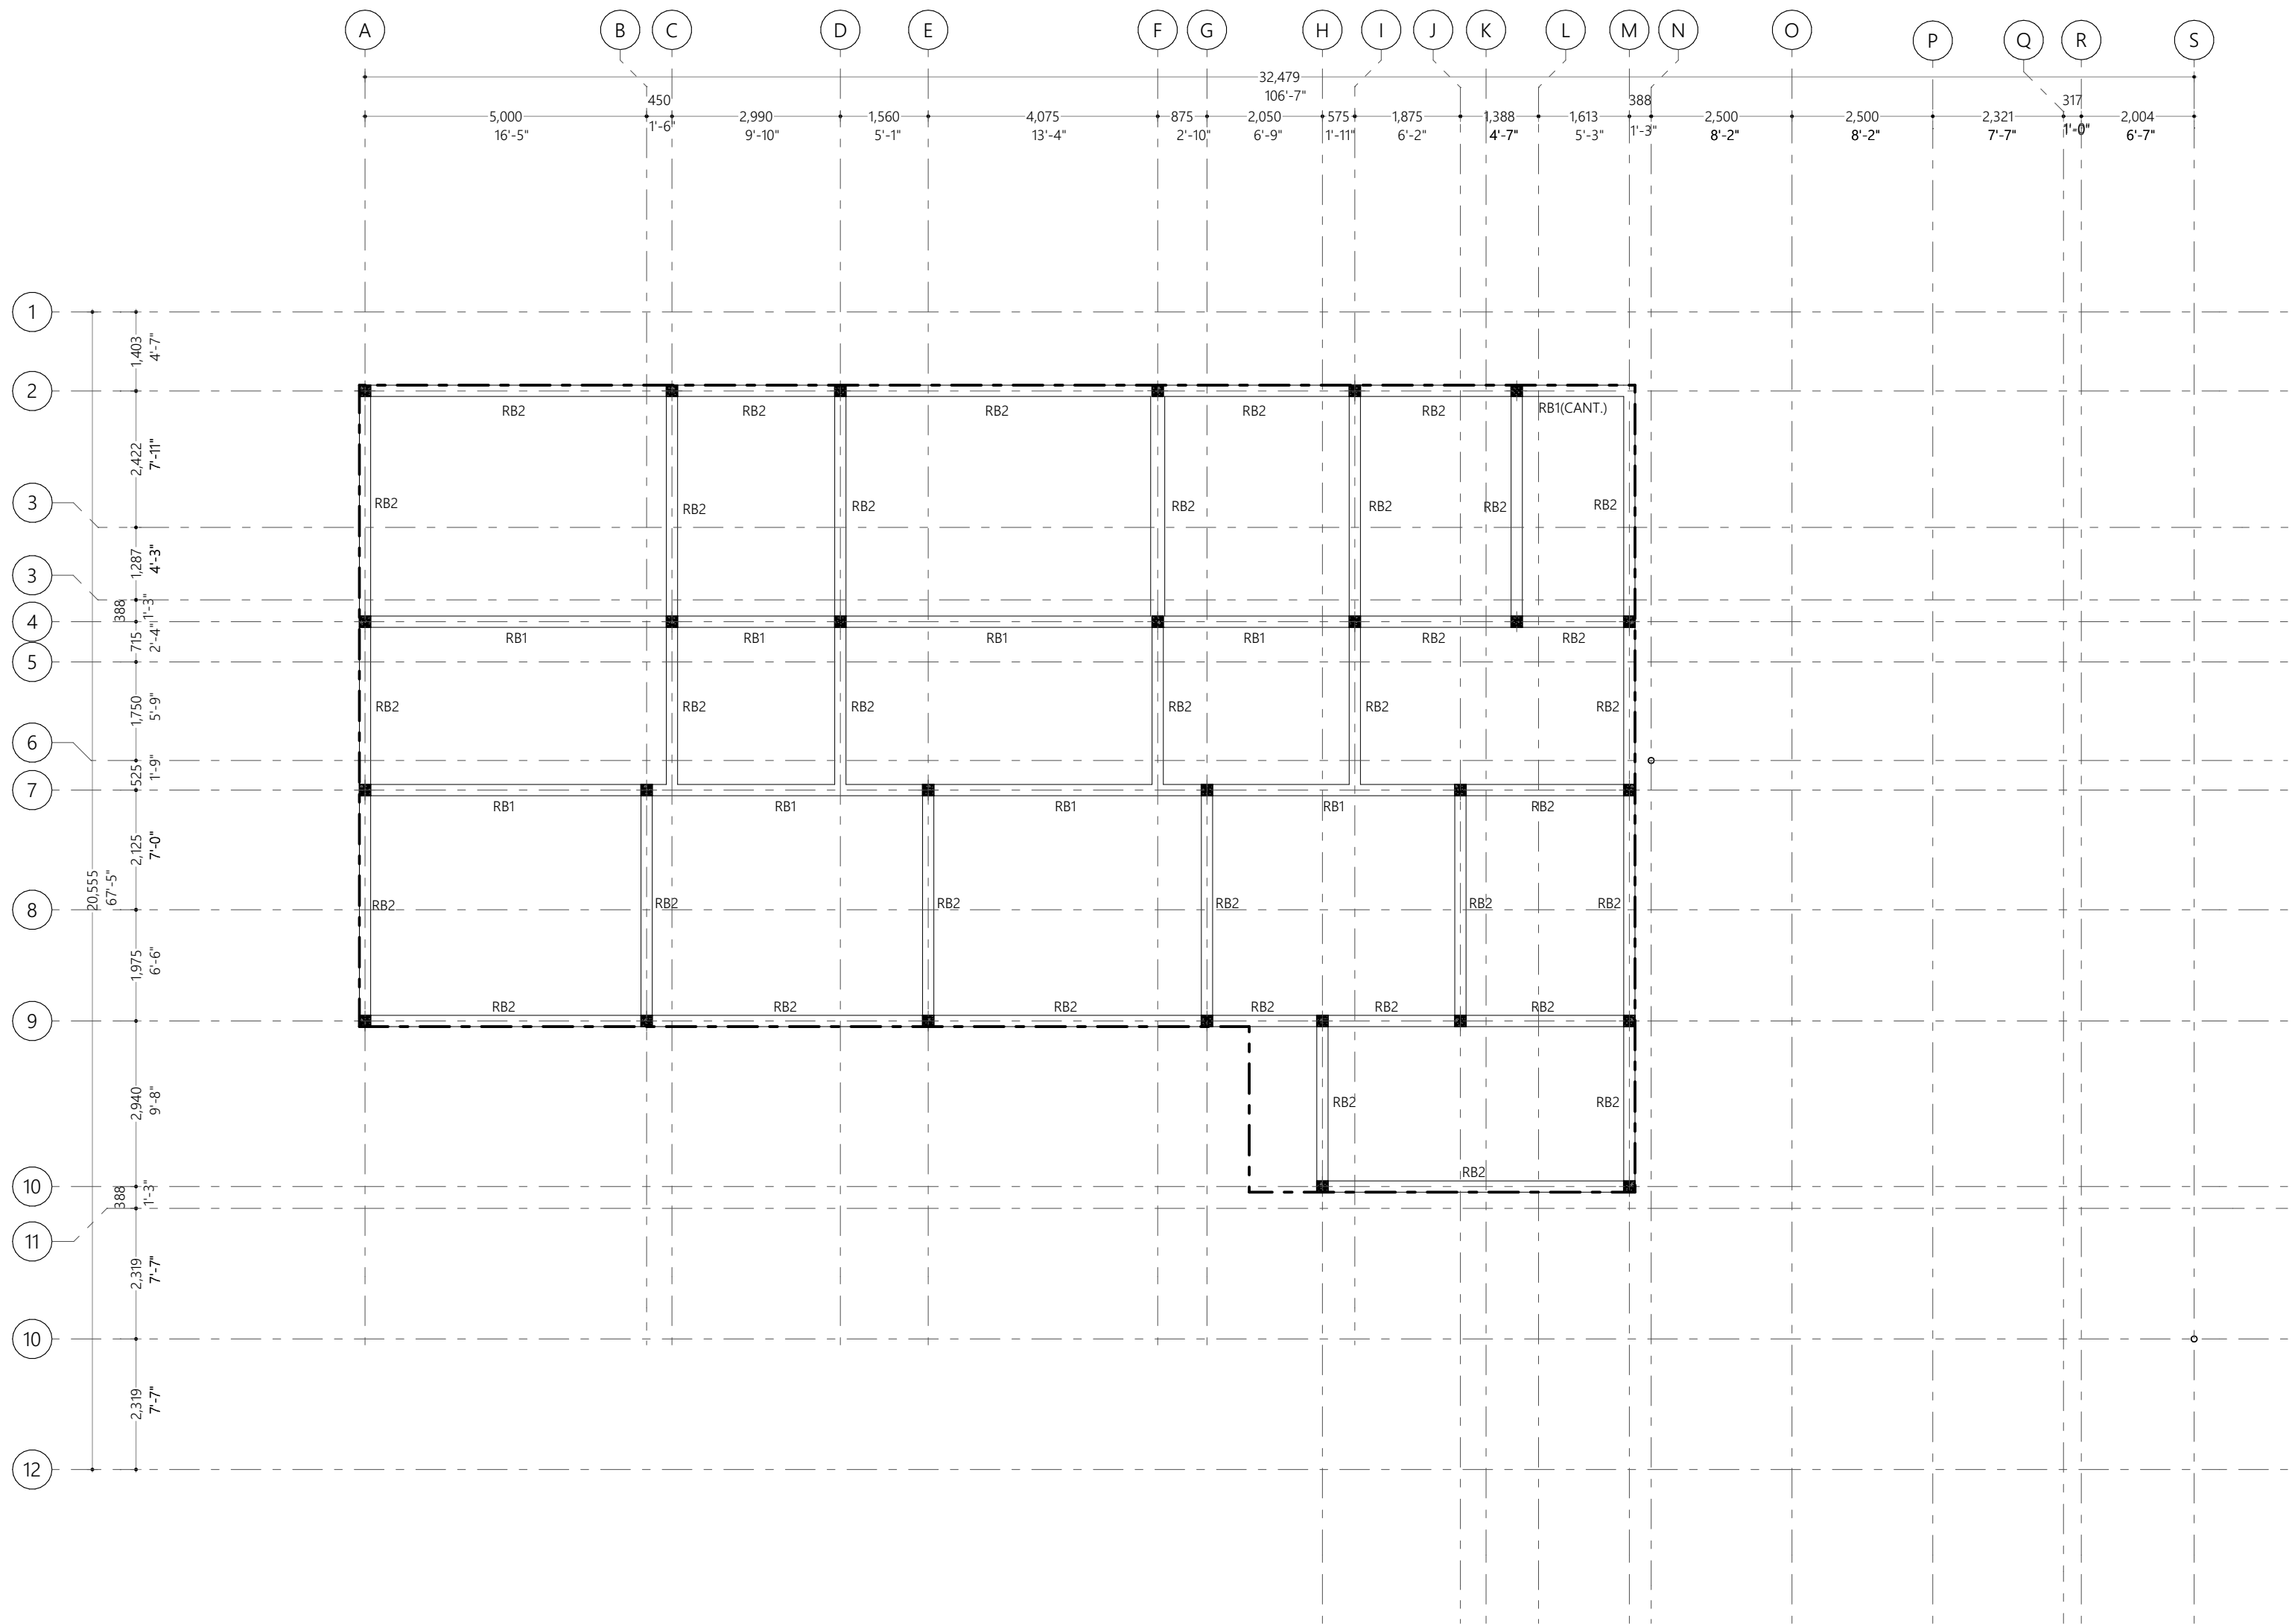 A B C D E F G H I J K L M N O P Q R S
32,479
106'-7"
450 388 317
5,000 2,990 1,560 4,075 875 2,050 575 1,875 1,388 1,613 2,500 2,500 2,321 2,004
16'-5" 1'-6" 9'-10" 5'-1" 13'-4" 2'-10" 6'-9" 1'-11" 6'-2" 4'-7" 5'-3" 1'-3" 8'-2" 8'-2" 7'-7" 1'-0" 6'-7"
1
1,403 4'-7"
2
RB2 RB2 RB2 RB2 RB2 RB1(CANT.)
2,422 7'-11"
3
RB2 RB2 RB2 RB2 RB2 RB2 RB2
1,287 4'-3"
3
388 1'-3"
4
715 2'-4"
RB1 RB1 RB1 RB1 RB2 RB2
5
1,750 5'-9"
RB2 RB2 RB2 RB2 RB2 RB2
6
525 1'-9"
7
RB1 RB1 RB1 RB1 RB2
2,125 7'-0"
20,555
67'-5"
8
RB2 RB2 RB2 RB2 RB2 RB2
1,975 6'-6"
RB2 RB2 RB2 RB2 RB2 RB2
9
2,940 9'-8"
RB2 RB2
RB2
10
388 1'-3"
11
2,319 7'-7"
10
2,319 7'-7"
12